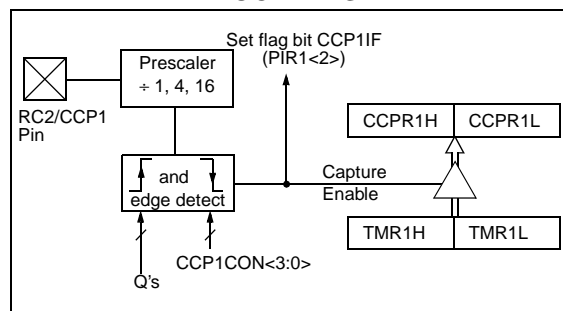 Set flag bit CCP1IF
(PIR1<2>)
Prescaler
÷ 1, 4, 16
RC2/CCP1
Pin
CCPR1H
CCPR1L
and
edge detect
Capture
Enable
TMR1H
TMR1L
CCP1CON<3:0>
Q's